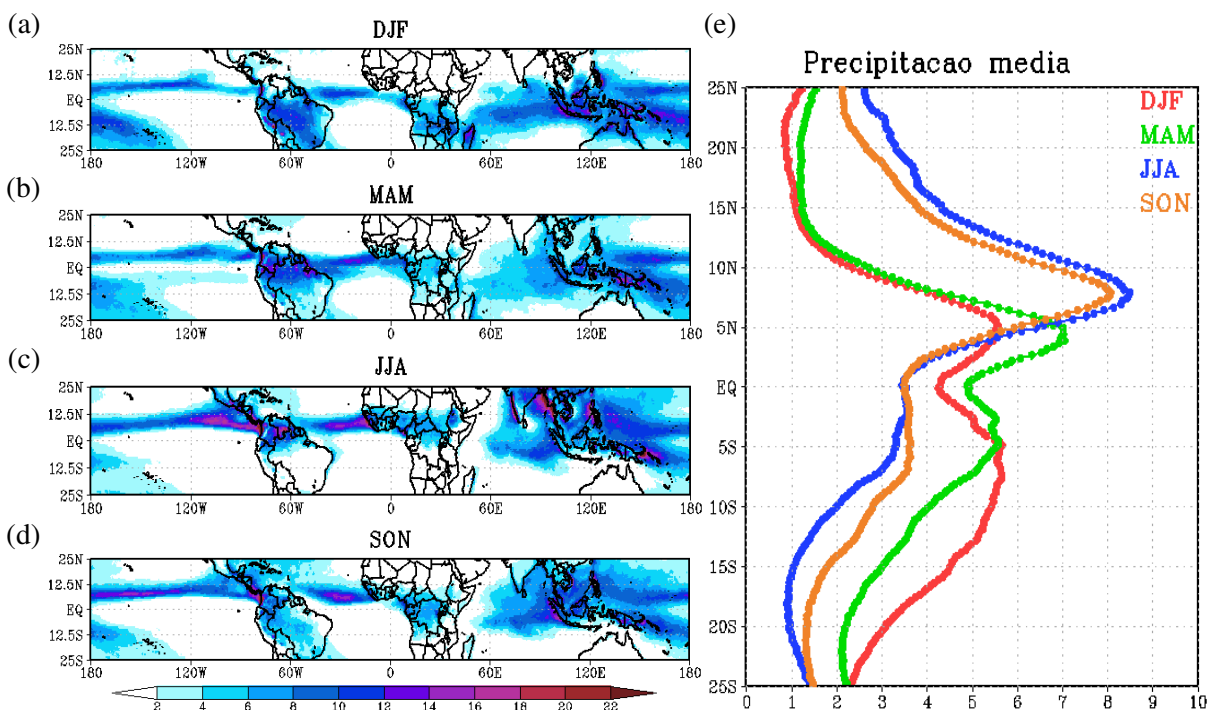 (a)
DJF
25N
12.5N
EQ
12.5S
25S
180 120W 60W 0 60E 120E 180
(b)
MAM
25N
12.5N
EQ
12.5S
25S
180 120W 60W 0 60E 120E 180
(c)
JJA
25N
12.5N
EQ
12.5S
25S
180 120W 60W 0 60E 120E 180
(d)
SON
25N
12.5N
EQ
12.5S
25S
180 120W 60W 0 60E 120E 180
2 4 6 8 10 12 14 16 18 20 22
(e)
Precipitacao media
25N
20N
15N
10N
5N
EQ
5S
10S
15S
20S
25S
0 1 2 3 4 5 6 7 8 9 10
DJF
MAM
JJA
SON